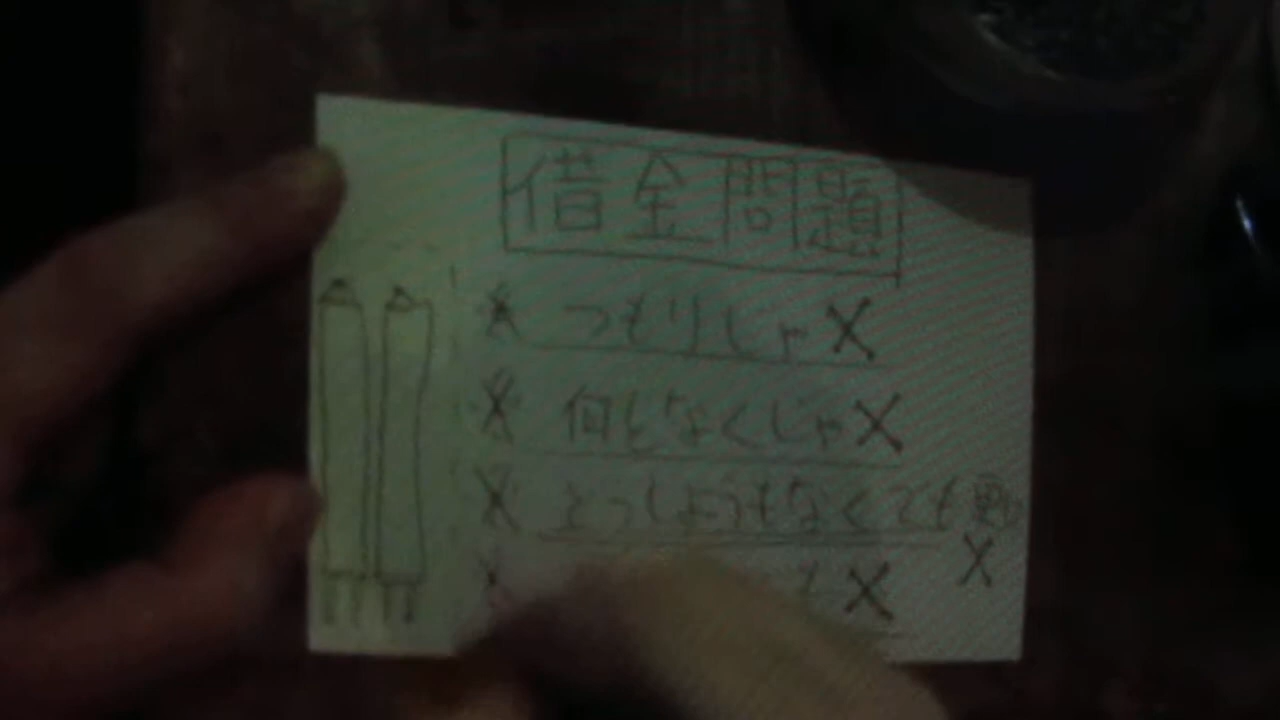 借金問題
* つもりじゃ X
* 何となくじゃ X
* どうしようもなくても
X
X